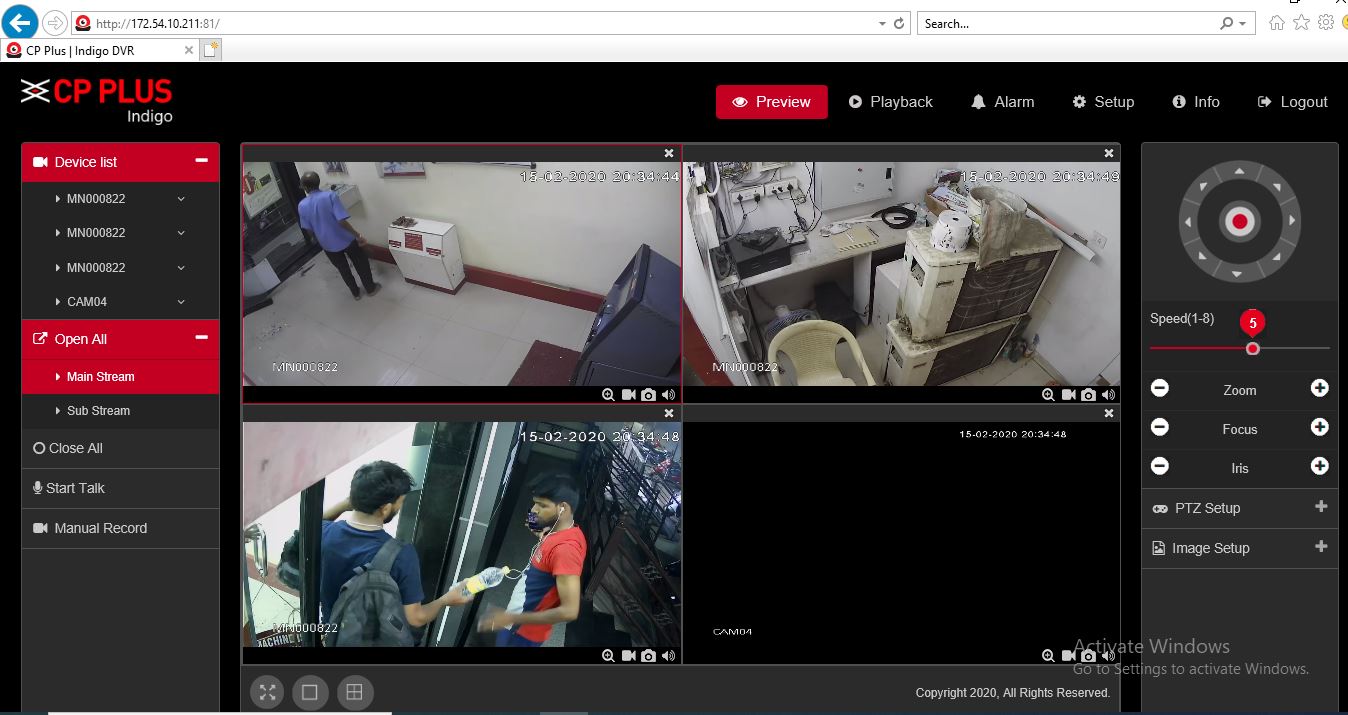 http://172.54.10.211:81/
Search...
CP Plus | Indigo DVR
CP PLUS
Indigo
Preview
Playback
Alarm
Setup
Info
Logout
Device list
MN000822
MN000822
MN000822
CAM04
Open All
Main Stream
Sub Stream
Close All
Start Talk
Manual Record
15-02-2020 20:34:44
MN000822
15-02-2020 20:34:49
MN000822
15-02-2020 20:34:48
MN000822
MACHINE IS
15-02-2020 20:34:48
CAM04
Speed(1-8)
5
Zoom
Focus
Iris
PTZ Setup
Image Setup
Activate Windows
Go to Settings to activate Windows.
Copyright 2020, All Rights Reserved.